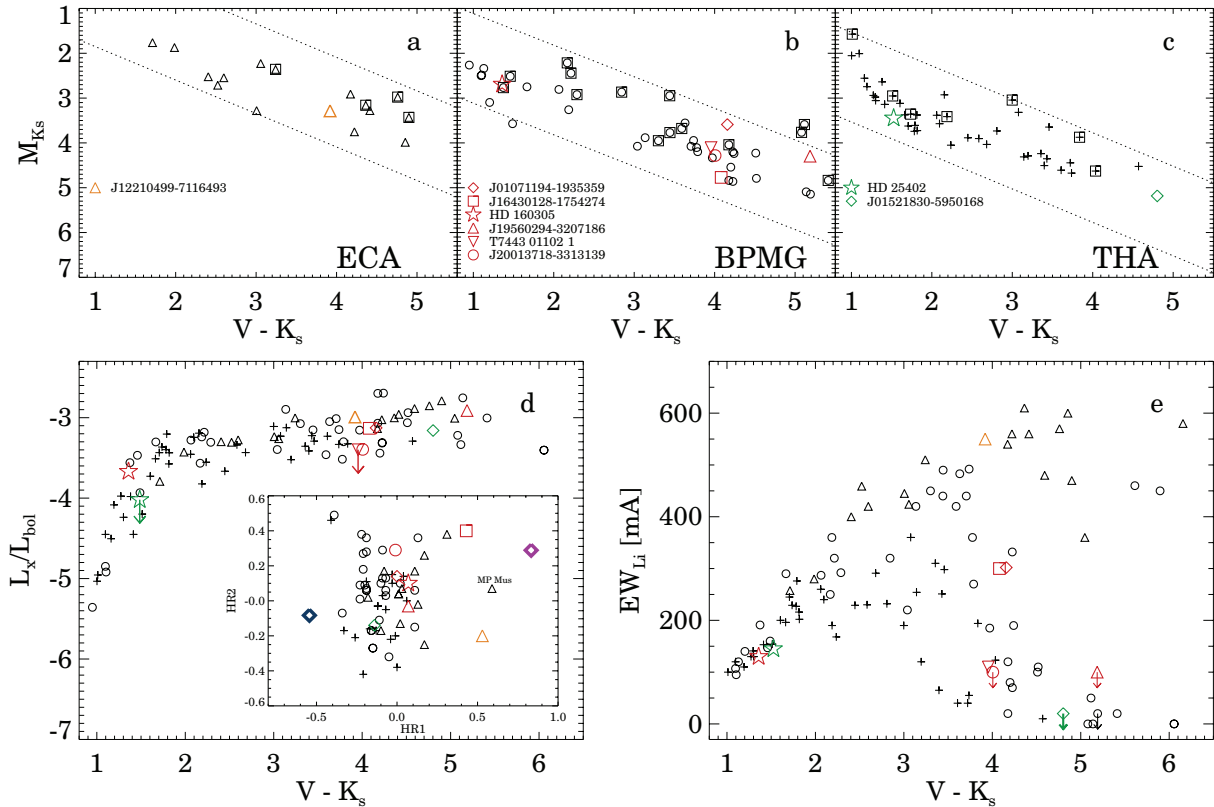 1 2 3 4 5 6 7
M_Ks
a
J12210499-7116493
ECA
1 2 3 4 5
V - K_s
b
J01071194-1935359
J16430128-1754274
HD 160305
J19560294-3207186
T7443 01102 1
J20013718-3313139
BPMG
1 2 3 4 5
V - K_s
c
HD 25402
J01521830-5950168
THA
1 2 3 4 5
V - K_s
-3 -4 -5 -6 -7
L_x/L_bol
d
0.6 0.4 0.2 -0.0 -0.2 -0.4 -0.6
HR2
MP Mus
-0.5 0.0 0.5 1.0
HR1
1 2 3 4 5 6
V - K_s
600 400 200 0
EW_Li [mA]
e
1 2 3 4 5 6
V - K_s